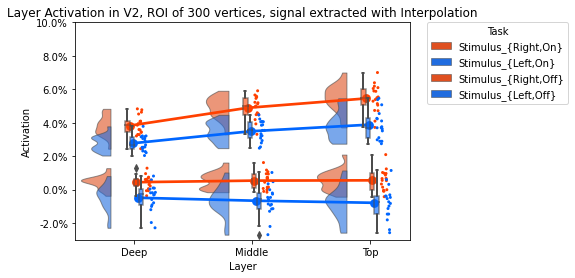 Layer Activation in V2, ROI of 300 vertices, signal extracted with Interpolation
10.0%
8.0%
6.0%
4.0%
2.0%
0.0%
-2.0%
Activation
Deep
Middle
Top
Layer
Task
Stimulus_{Right,On}
Stimulus_{Left,On}
Stimulus_{Right,Off}
Stimulus_{Left,Off}